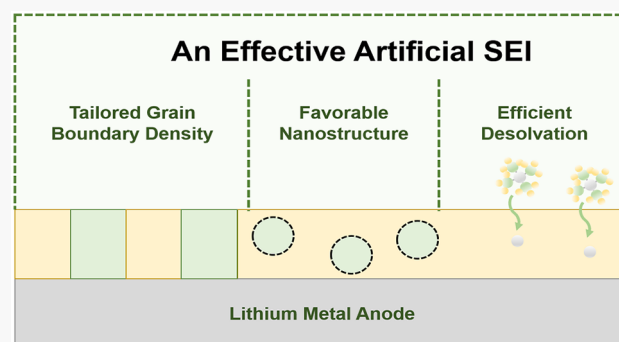 An Effective Artificial SEI
Tailored Grain
Boundary Density
Favorable
Nanostructure
Efficient
Desolvation
Lithium Metal Anode